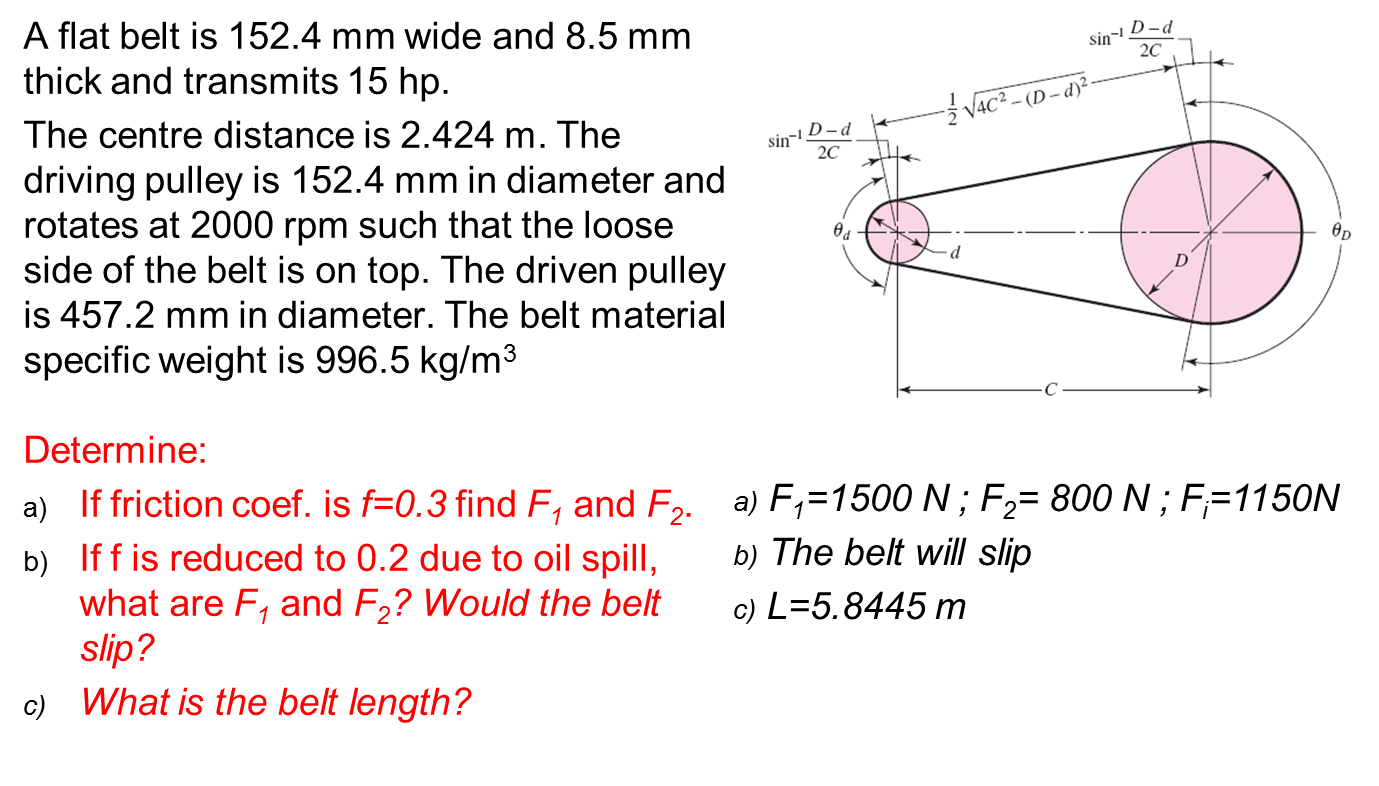 A flat belt is 152.4 mm wide and 8.5 mm
thick and transmits 15 hp.
The centre distance is 2.424 m. The
driving pulley is 152.4 mm in diameter and
rotates at 2000 rpm such that the loose
side of the belt is on top. The driven pulley
is 457.2 mm in diameter. The belt material
specific weight is 996.5 kg/m³
sin⁻¹ D – d / 2C
½ √4C² – (D – d)²
sin⁻¹ D – d / 2C
θd
d
D
θD
C
Determine:
a) If friction coef. is f=0.3 find F₁ and F₂.
b) If f is reduced to 0.2 due to oil spill,
what are F₁ and F₂? Would the belt
slip?
c) What is the belt length?
a) F₁=1500 N ; F₂= 800 N ; Fᵢ=1150N
b) The belt will slip
c) L=5.8445 m